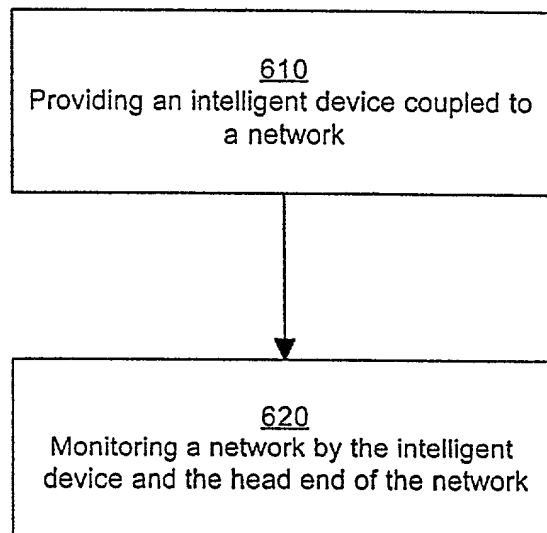 610
Providing an intelligent device coupled to
a network
620
Monitoring a network by the intelligent
device and the head end of the network